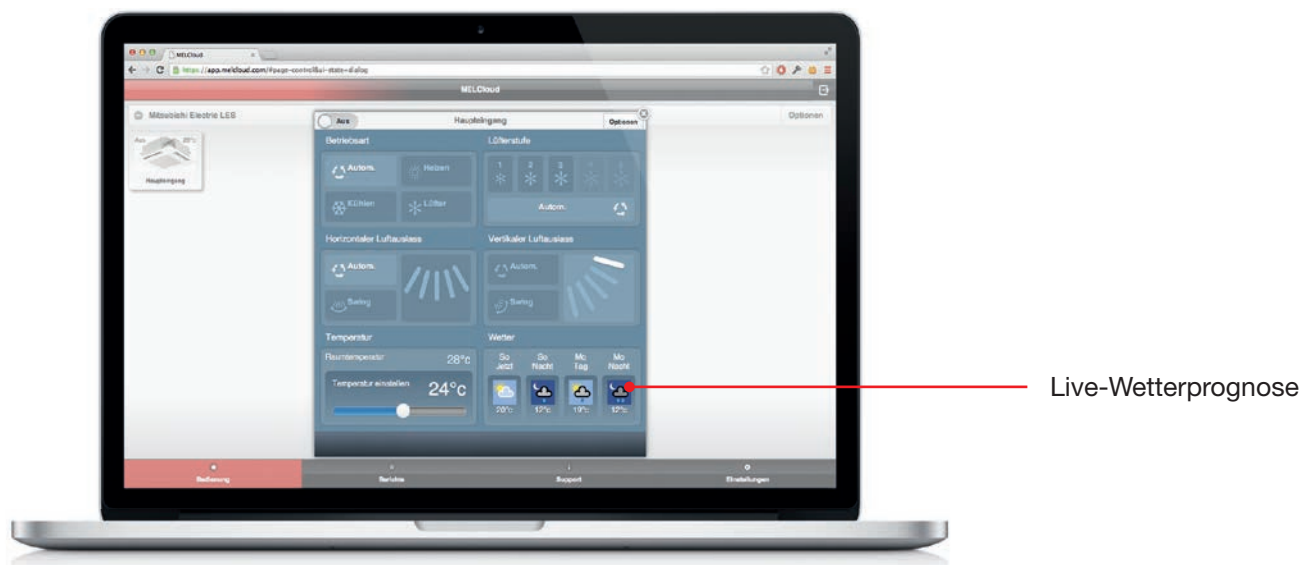 MELCloud
https://app.melcloud.com/#page-control&ui-state=dialog
MELCloud
Mitsubishi Electric LES
Optionen
Aus 28°c
Haupteingang
Aus
Haupteingang
Optionen
Betriebsart
Autom.
Heizen
Kühlen
Lüfter
Lüfterstufe
1 2 3
Autom.
Horizontaler Luftauslass
Autom.
Swing
Vertikaler Luftauslass
Autom.
Swing
Temperatur
Raumtemperatur 28°c
Temperatur einstellen 24°c
Wetter
So Jetzt
So Nacht
Mo Tag
Mo Nacht
20°c 12°c 19°c 12°c
Live-Wetterprognose
Bedienung
Berichte
Support
Einstellungen